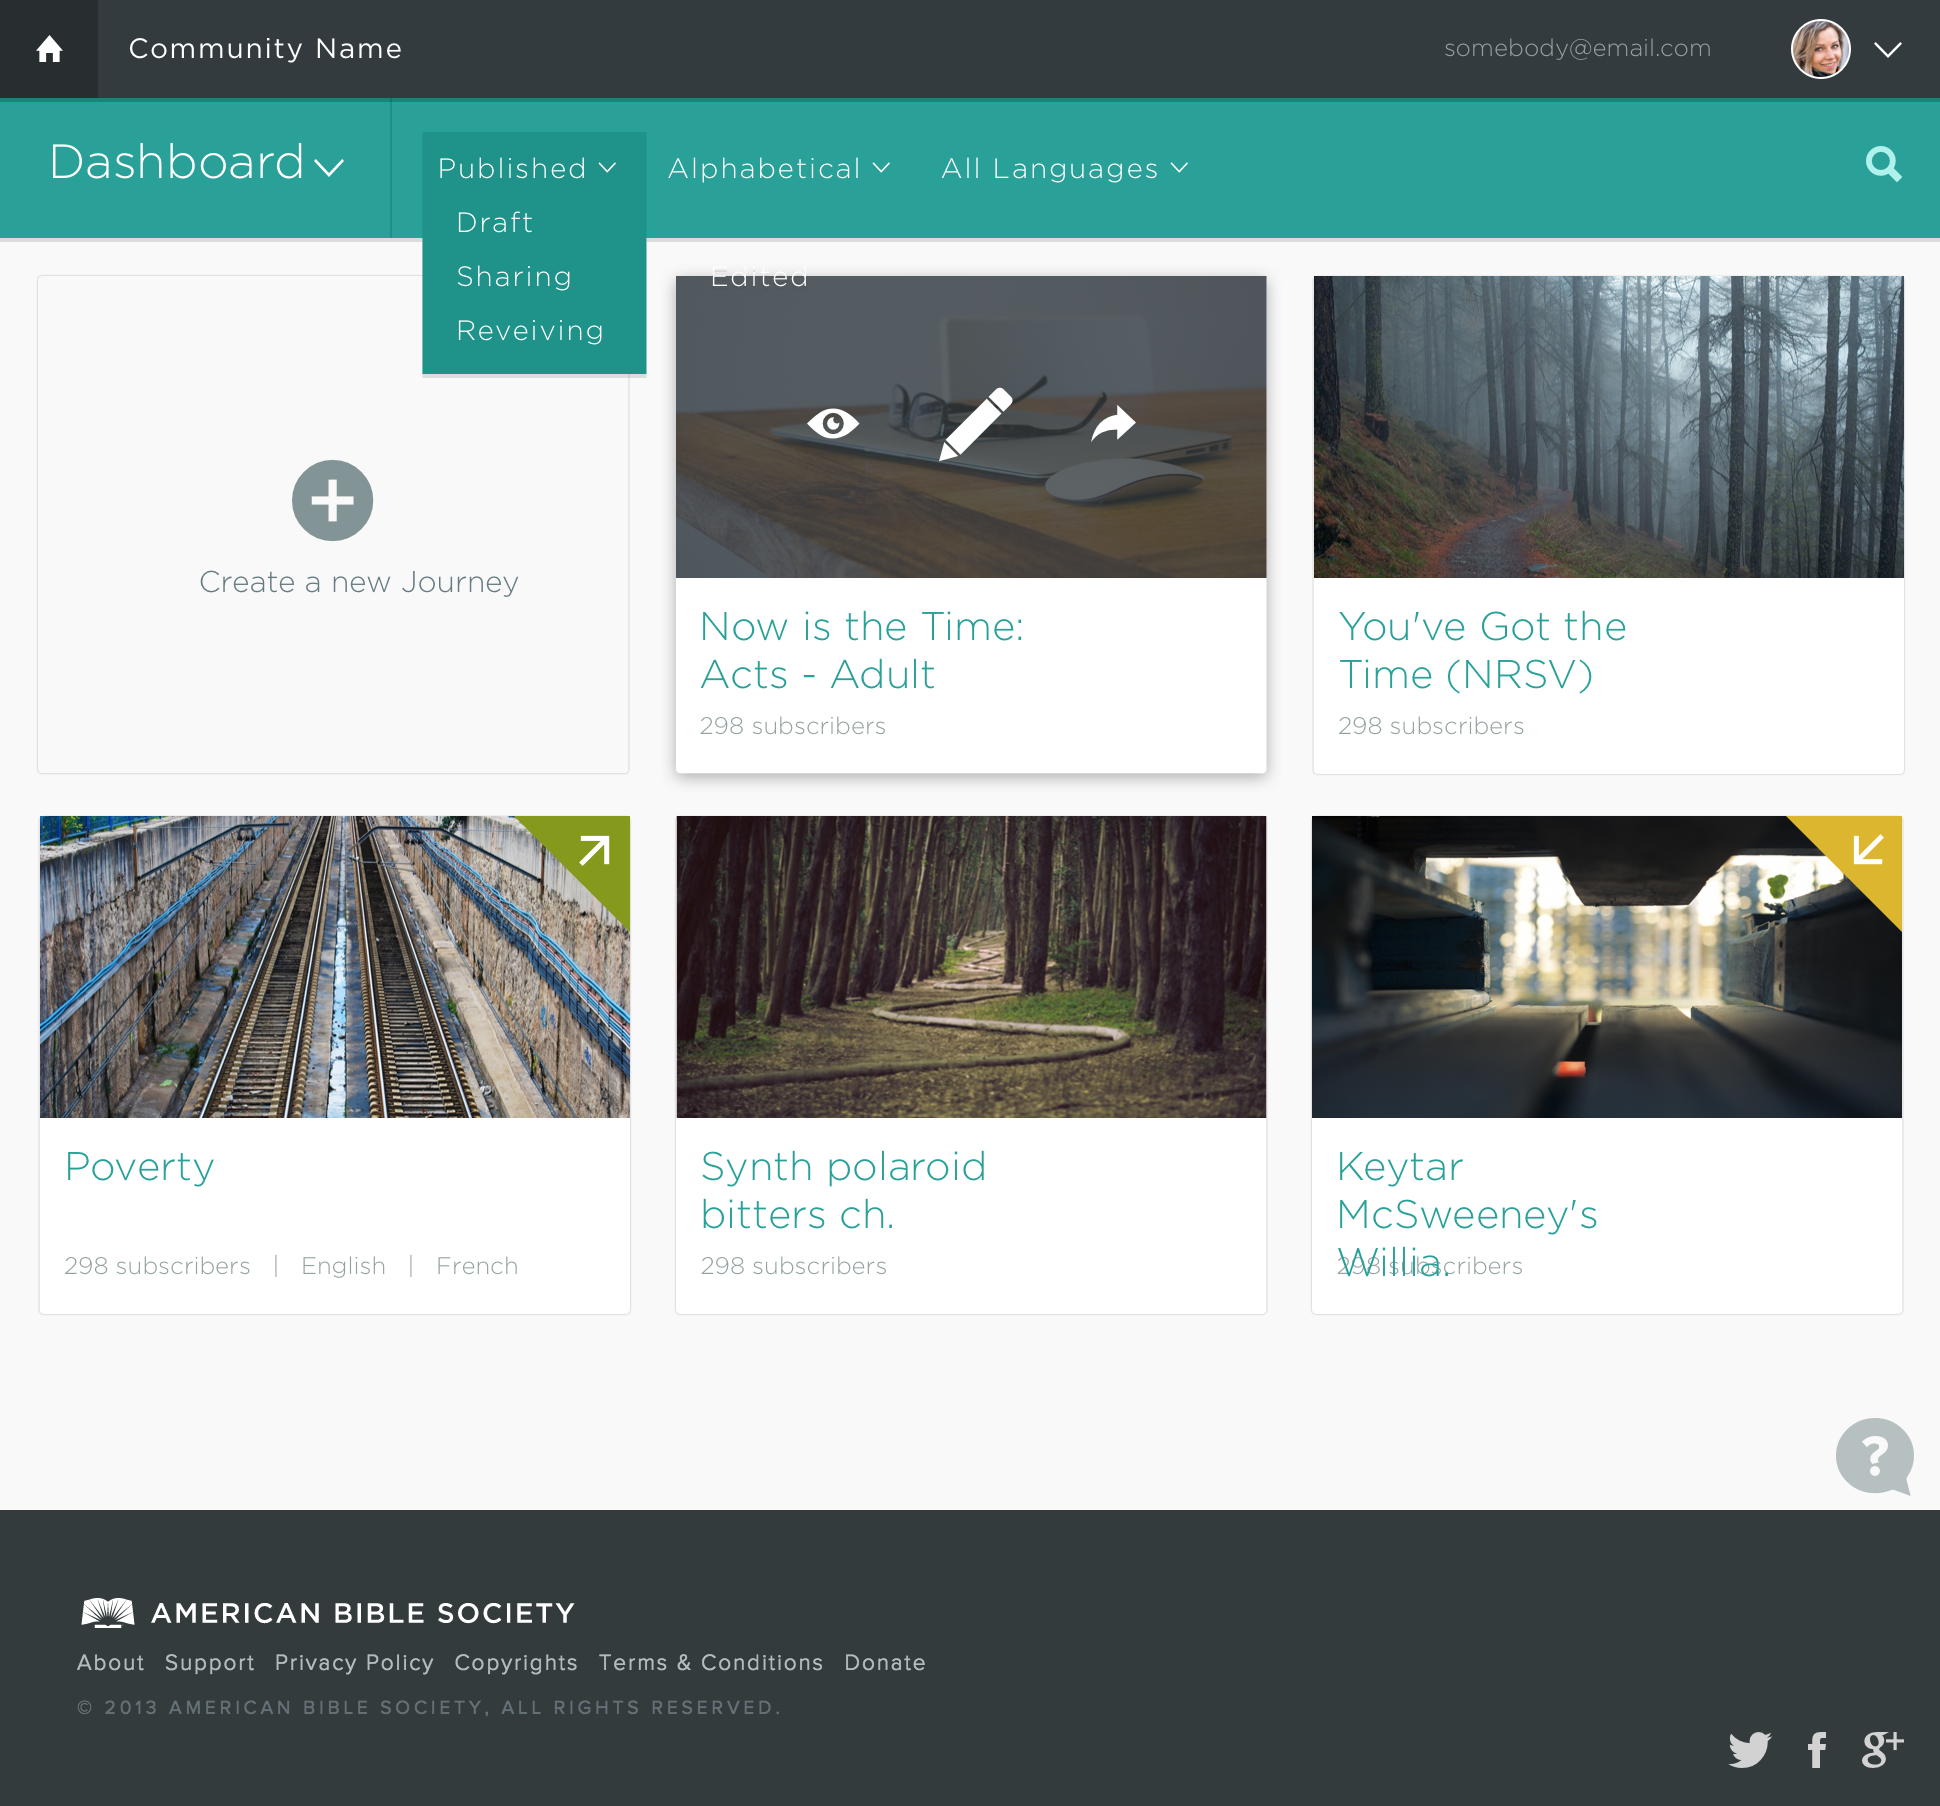 Community Name
somebody@email.com
Dashboard
Published
Alphabetical
All Languages
Draft
Sharing
Reveiving
Edited
Create a new Journey
Now is the Time:
Acts - Adult
298 subscribers
You've Got the
Time (NRSV)
298 subscribers
Poverty
298 subscribers | English | French
Synth polaroid
bitters ch.
298 subscribers
Keytar
McSweeney's
Willia.
298 subscribers
?
AMERICAN BIBLE SOCIETY
About Support Privacy Policy Copyrights Terms & Conditions Donate
© 2013 AMERICAN BIBLE SOCIETY, ALL RIGHTS RESERVED.